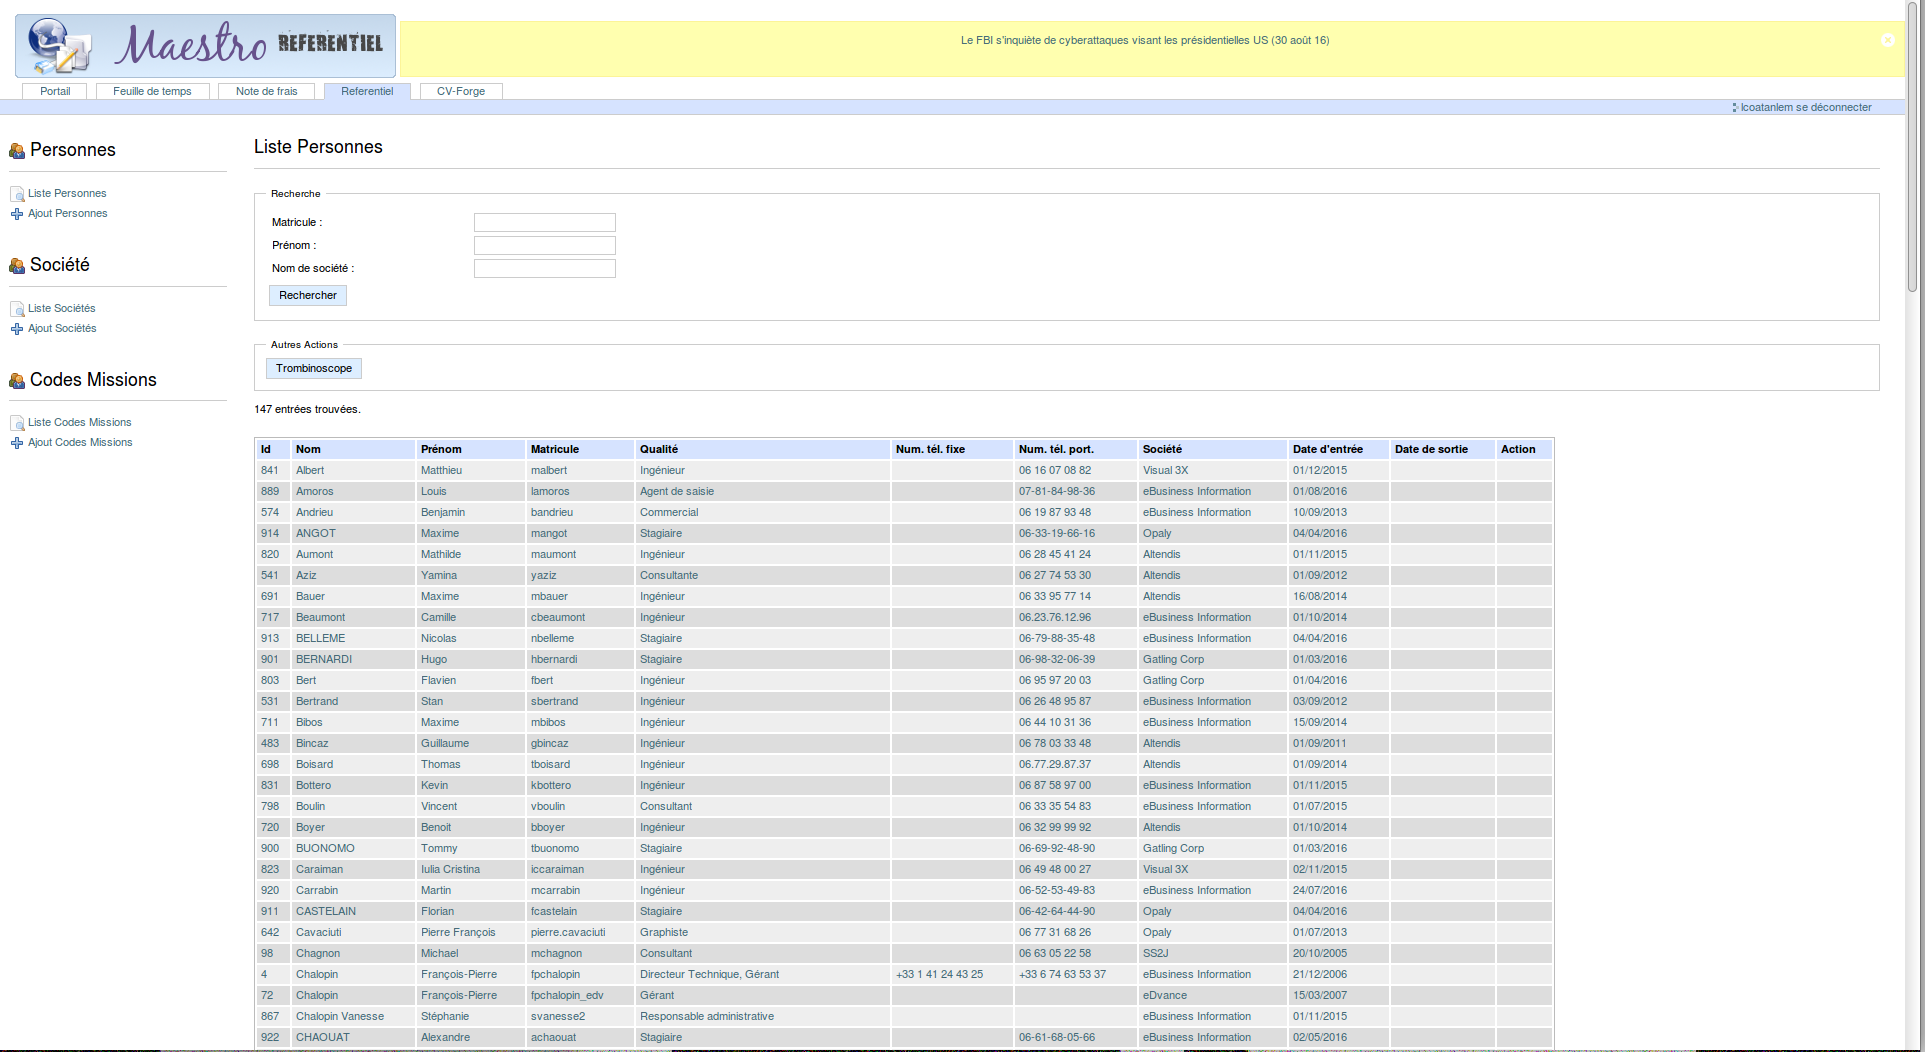 Maestro REFERENTIEL
Le FBI s'inquiète de cyberattaques visant les présidentielles US (30 août 16)
Portail Feuille de temps Note de frais Referentiel CV-Forge
lcoatanlem se déconnecter
Personnes
Liste Personnes
Ajout Personnes
Société
Liste Sociétés
Ajout Sociétés
Codes Missions
Liste Codes Missions
Ajout Codes Missions
Liste Personnes
Recherche
Matricule :
Prénom :
Nom de société :
Rechercher
Autres Actions
Trombinoscope
147 entrées trouvées.
Id Nom Prénom Matricule Qualité Num. tél. fixe Num. tél. port. Société Date d'entrée Date de sortie Action
841 Albert Matthieu malbert Ingénieur 06 16 07 08 82 Visual 3X 01/12/2015
889 Amoros Louis lamoros Agent de saisie 07-81-84-98-36 eBusiness Information 01/08/2016
574 Andrieu Benjamin bandrieu Commercial 06 19 87 93 48 eBusiness Information 10/09/2013
914 ANGOT Maxime mangot Stagiaire 06-33-19-66-16 Opaly 04/04/2016
820 Aumont Mathilde maumont Ingénieur 06 28 45 41 24 Altendis 01/11/2015
541 Aziz Yamina yaziz Consultante 06 27 74 53 30 Altendis 01/09/2012
691 Bauer Maxime mbauer Ingénieur 06 33 95 77 14 Altendis 16/08/2014
717 Beaumont Camille cbeaumont Ingénieur 06.23.76.12.96 eBusiness Information 01/10/2014
913 BELLEME Nicolas nbelleme Stagiaire 06-79-88-35-48 eBusiness Information 04/04/2016
901 BERNARDI Hugo hbernardi Stagiaire 06-98-32-06-39 Gatling Corp 01/03/2016
803 Bert Flavien fbert Ingénieur 06 95 97 20 03 Gatling Corp 01/04/2016
531 Bertrand Stan sbertrand Ingénieur 06 26 48 95 87 eBusiness Information 03/09/2012
711 Bibos Maxime mbibos Ingénieur 06 44 10 31 36 eBusiness Information 15/09/2014
483 Bincaz Guillaume gbincaz Ingénieur 06 78 03 33 48 Altendis 01/09/2011
698 Boisard Thomas tboisard Ingénieur 06.77.29.87.37 Altendis 01/09/2014
831 Bottero Kevin kbottero Ingénieur 06 87 58 97 00 eBusiness Information 01/11/2015
798 Boulin Vincent vboulin Consultant 06 33 35 54 83 eBusiness Information 01/07/2015
720 Boyer Benoit bboyer Ingénieur 06 32 99 99 92 Altendis 01/10/2014
900 BUONOMO Tommy tbuonomo Stagiaire 06-69-92-48-90 Gatling Corp 01/03/2016
823 Caraiman Iulia Cristina iccaraiman Ingénieur 06 49 48 00 27 Visual 3X 02/11/2015
920 Carrabin Martin mcarrabin Ingénieur 06-52-53-49-83 eBusiness Information 24/07/2016
911 CASTELAIN Florian fcastelain Stagiaire 06-42-64-44-90 Opaly 04/04/2016
642 Cavaciuti Pierre François pierre.cavaciuti Graphiste 06 77 31 68 26 Opaly 01/07/2013
98 Chagnon Michael mchagnon Consultant 06 63 05 22 58 SS2J 20/10/2005
4 Chalopin François-Pierre fpchalopin Directeur Technique, Gérant +33 1 41 24 43 25 +33 6 74 63 53 37 eBusiness Information 21/12/2006
72 Chalopin François-Pierre fpchalopin_edv Gérant eDvance 15/03/2007
867 Chalopin Vanesse Stéphanie svanesse2 Responsable administrative eBusiness Information 01/11/2015
922 CHAOUAT Alexandre achaouat Stagiaire 06-61-68-05-66 eBusiness Information 02/05/2016